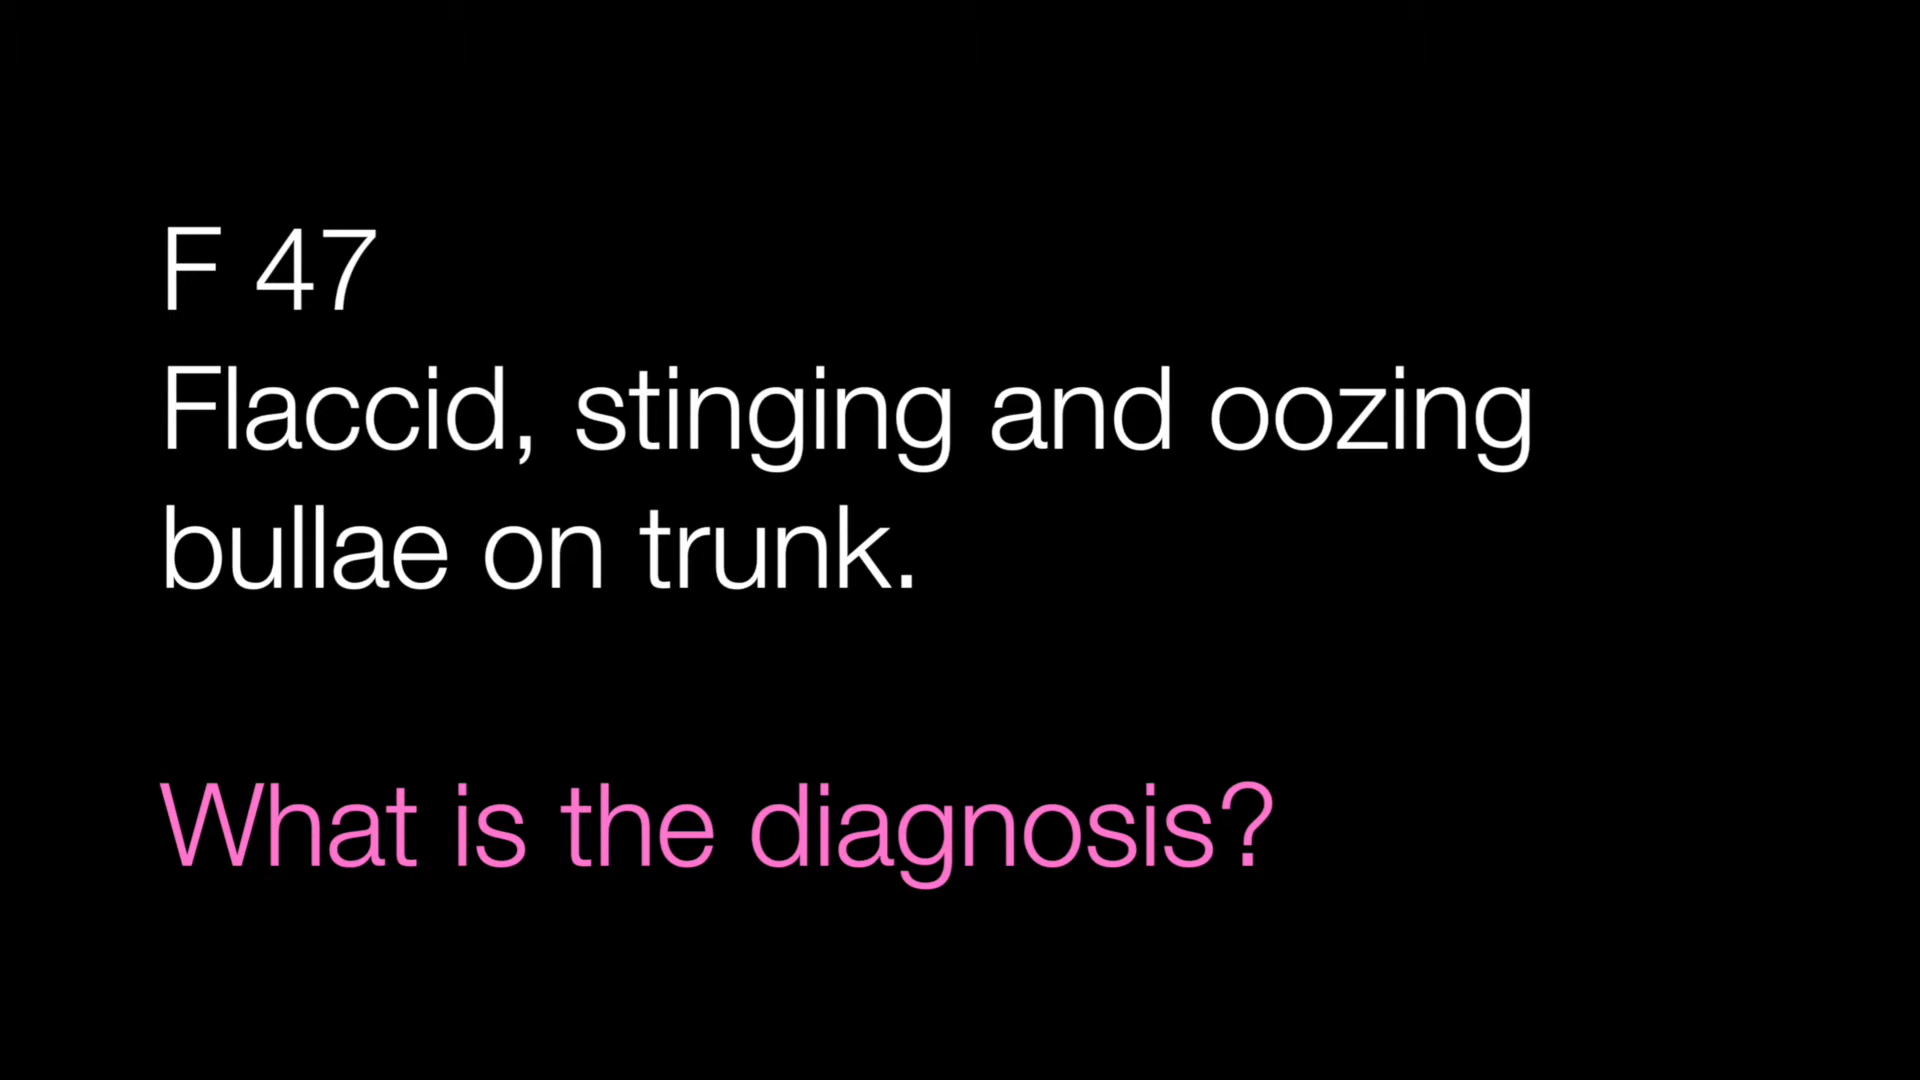 F 47
Flaccid, stinging and oozing
bullae on trunk.
What is the diagnosis?